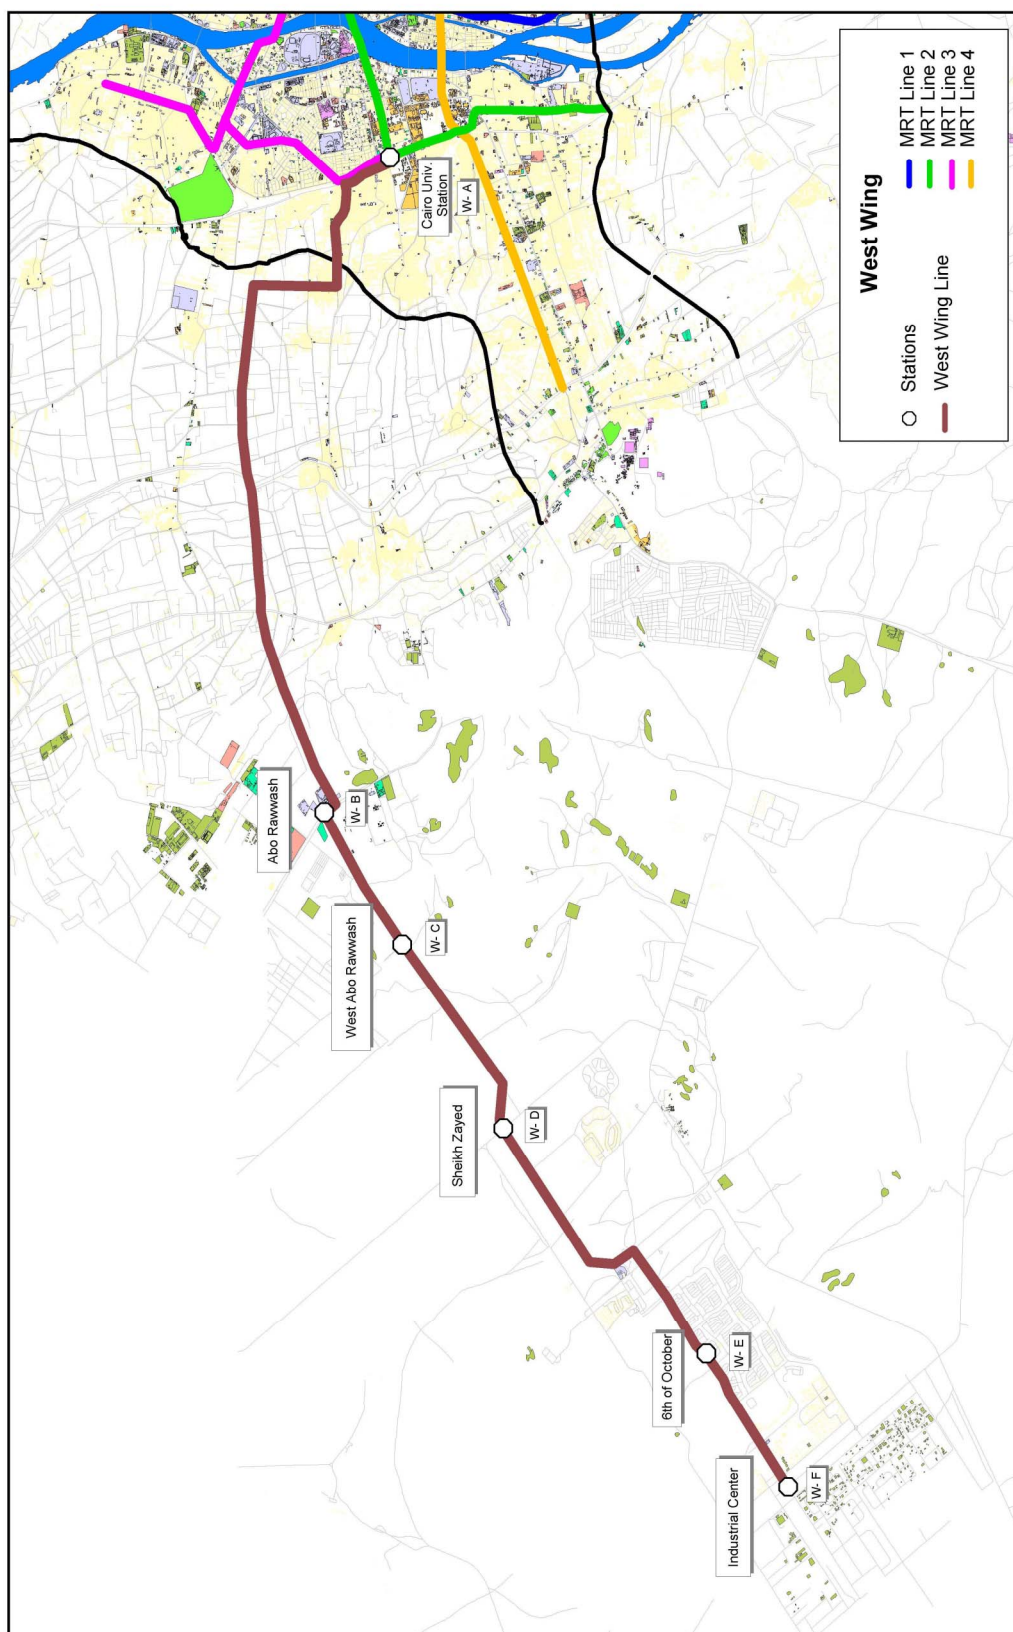 West Wing
Stations
West Wing Line
MRT Line 1
MRT Line 2
MRT Line 3
MRT Line 4
Industrial Center
W- F
6th of October
W- E
Sheikh Zayed
W- D
West Abo Rawwash
W- C
Abo Rawwash
W- B
Cairo Univ.
Station
W- A